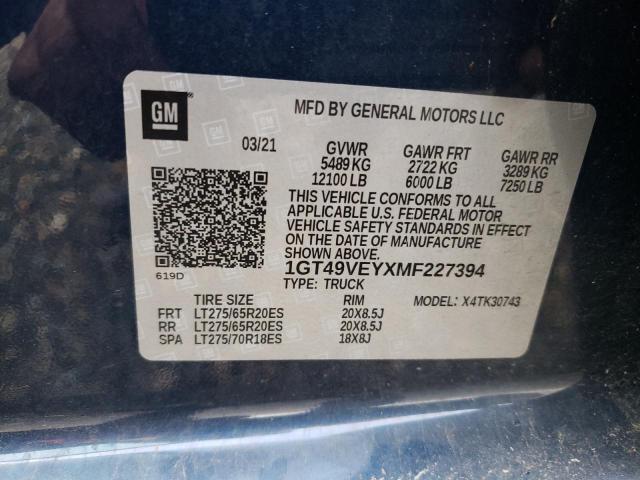 GM
MFD BY GENERAL MOTORS LLC
03/21
GVWR GAWR FRT GAWR RR
5489 KG 2722 KG 3289 KG
12100 LB 6000 LB 7250 LB
THIS VEHICLE CONFORMS TO ALL
APPLICABLE U.S. FEDERAL MOTOR
VEHICLE SAFETY STANDARDS IN EFFECT
ON THE DATE OF MANUFACTURE
SHOWN ABOVE.
619D
1GT49VEYXMF227394
TYPE: TRUCK MODEL: X4TK30743
TIRE SIZE RIM
FRT LT275/65R20ES 20X8.5J
RR LT275/65R20ES 20X8.5J
SPA LT275/70R18ES 18X8J